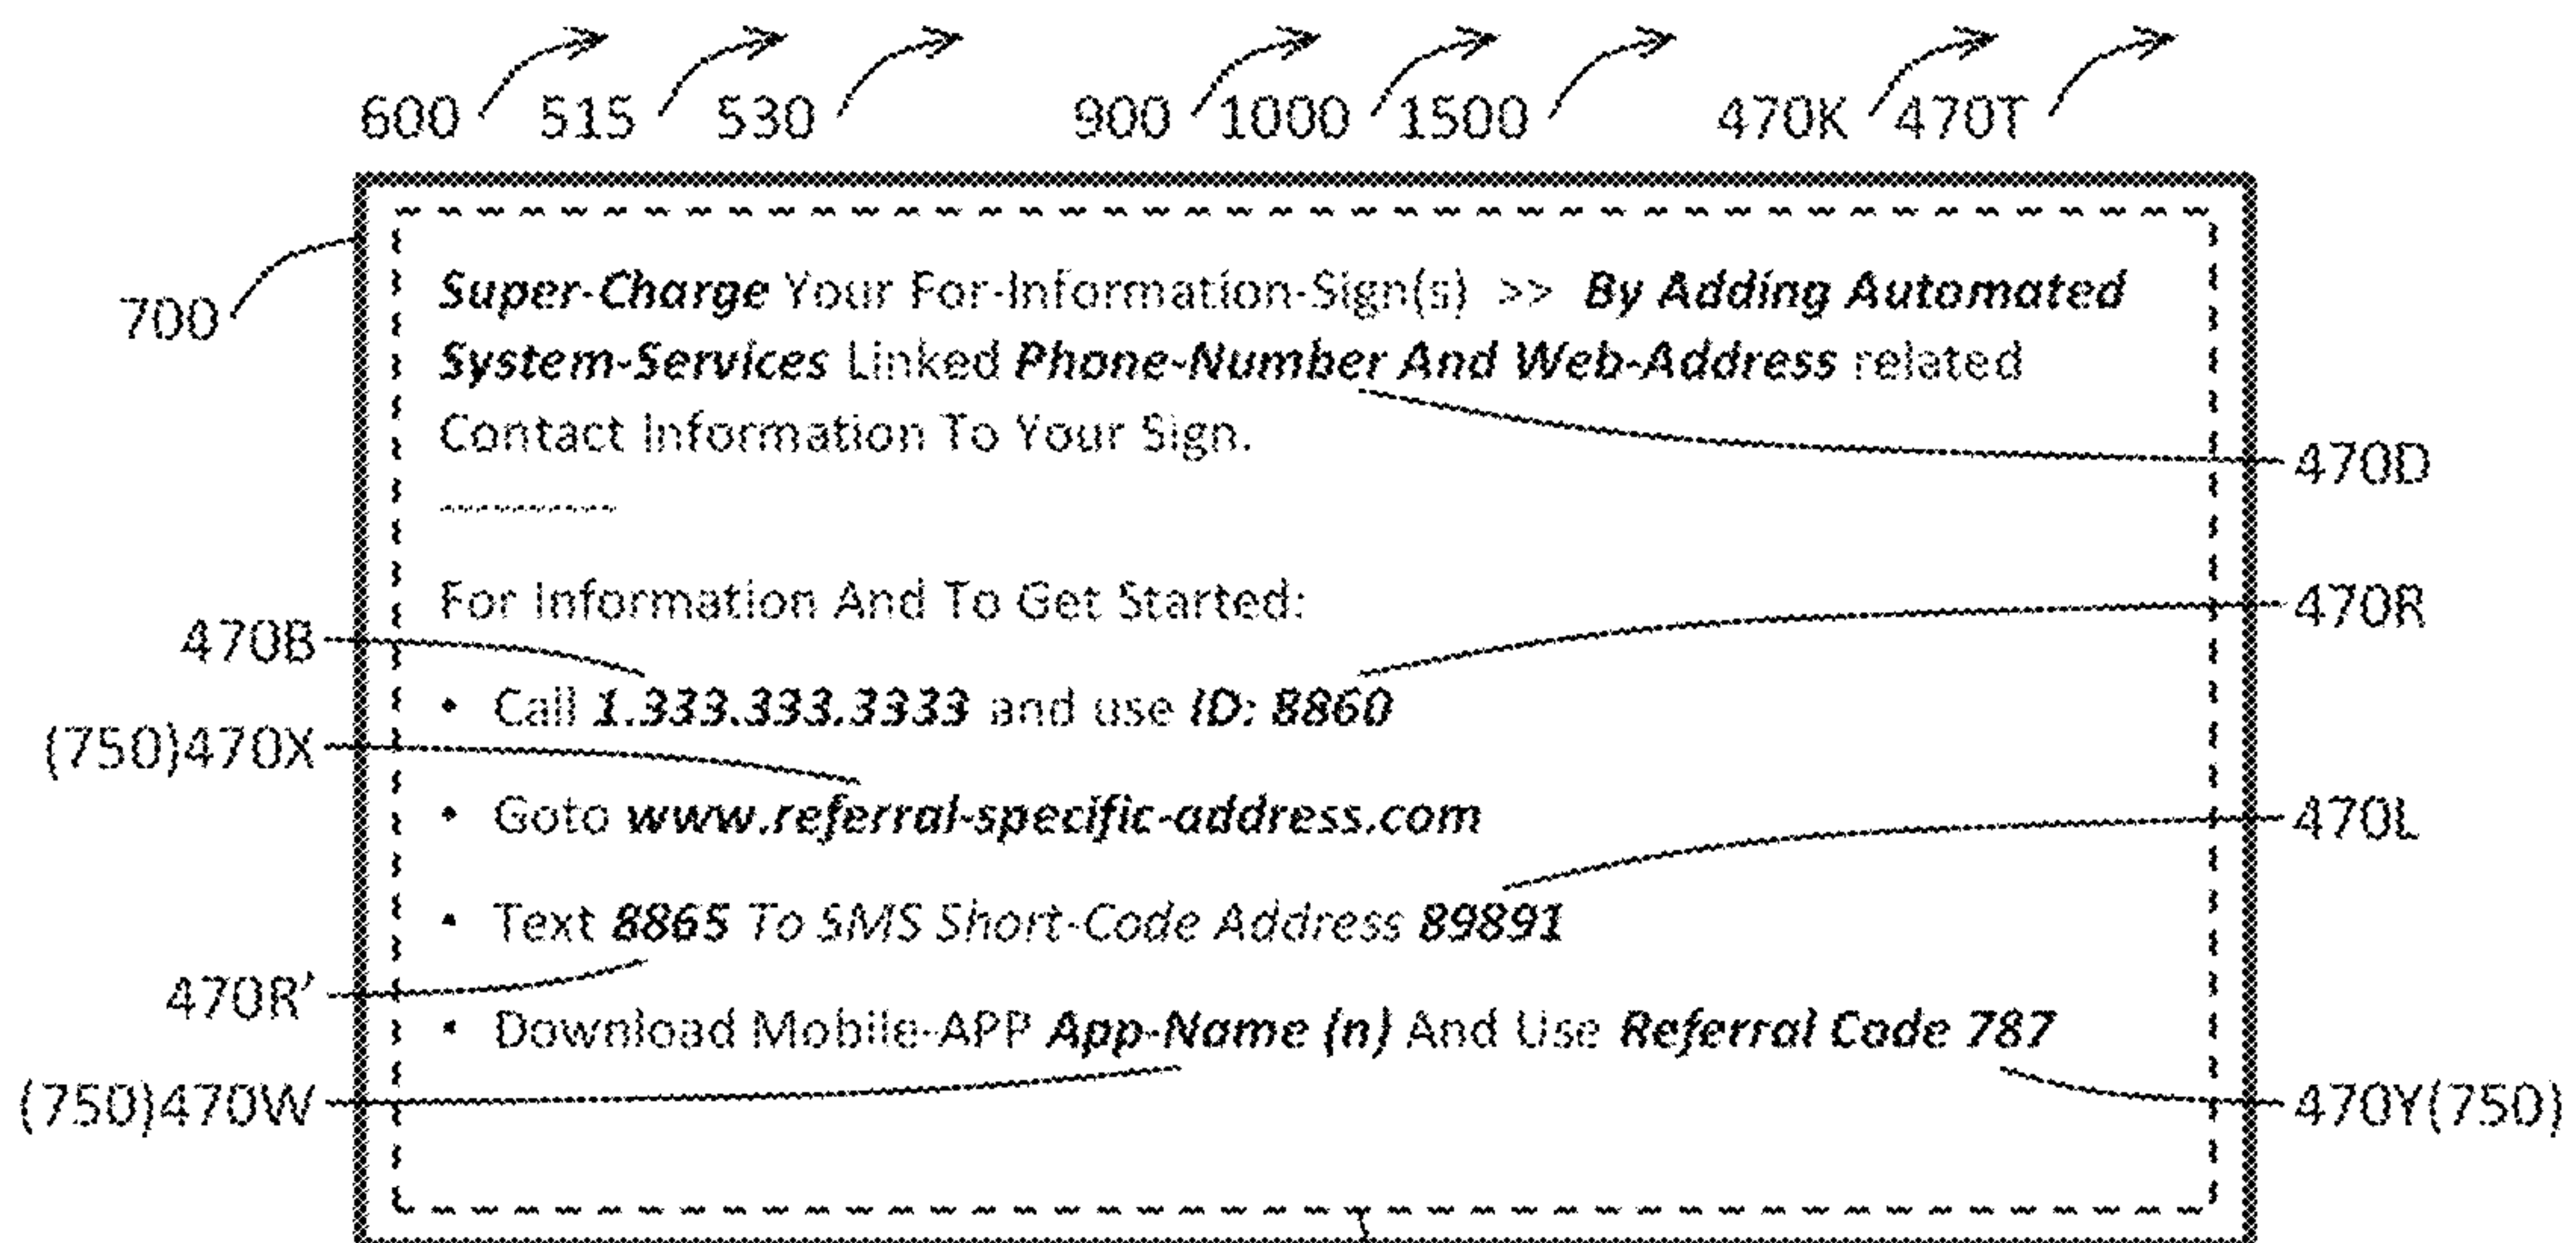 600 515 530 900 1000 1500 470K 470T
700
Super-Charge Your For-Information-Sign(s) >> By Adding Automated
System-Services Linked Phone-Number And Web-Address related
Contact Information To Your Sign.
470D
-----------
For Information And To Get Started:
470R
470B
• Call 1.333.333.3333 and use ID: 8860
(750)470X
• Goto www.referral-specific-address.com
470L
• Text 8865 To SMS Short-Code Address 89891
470R'
• Download Mobile-APP App-Name (n) And Use Referral Code 787
(750)470W
470Y(750)